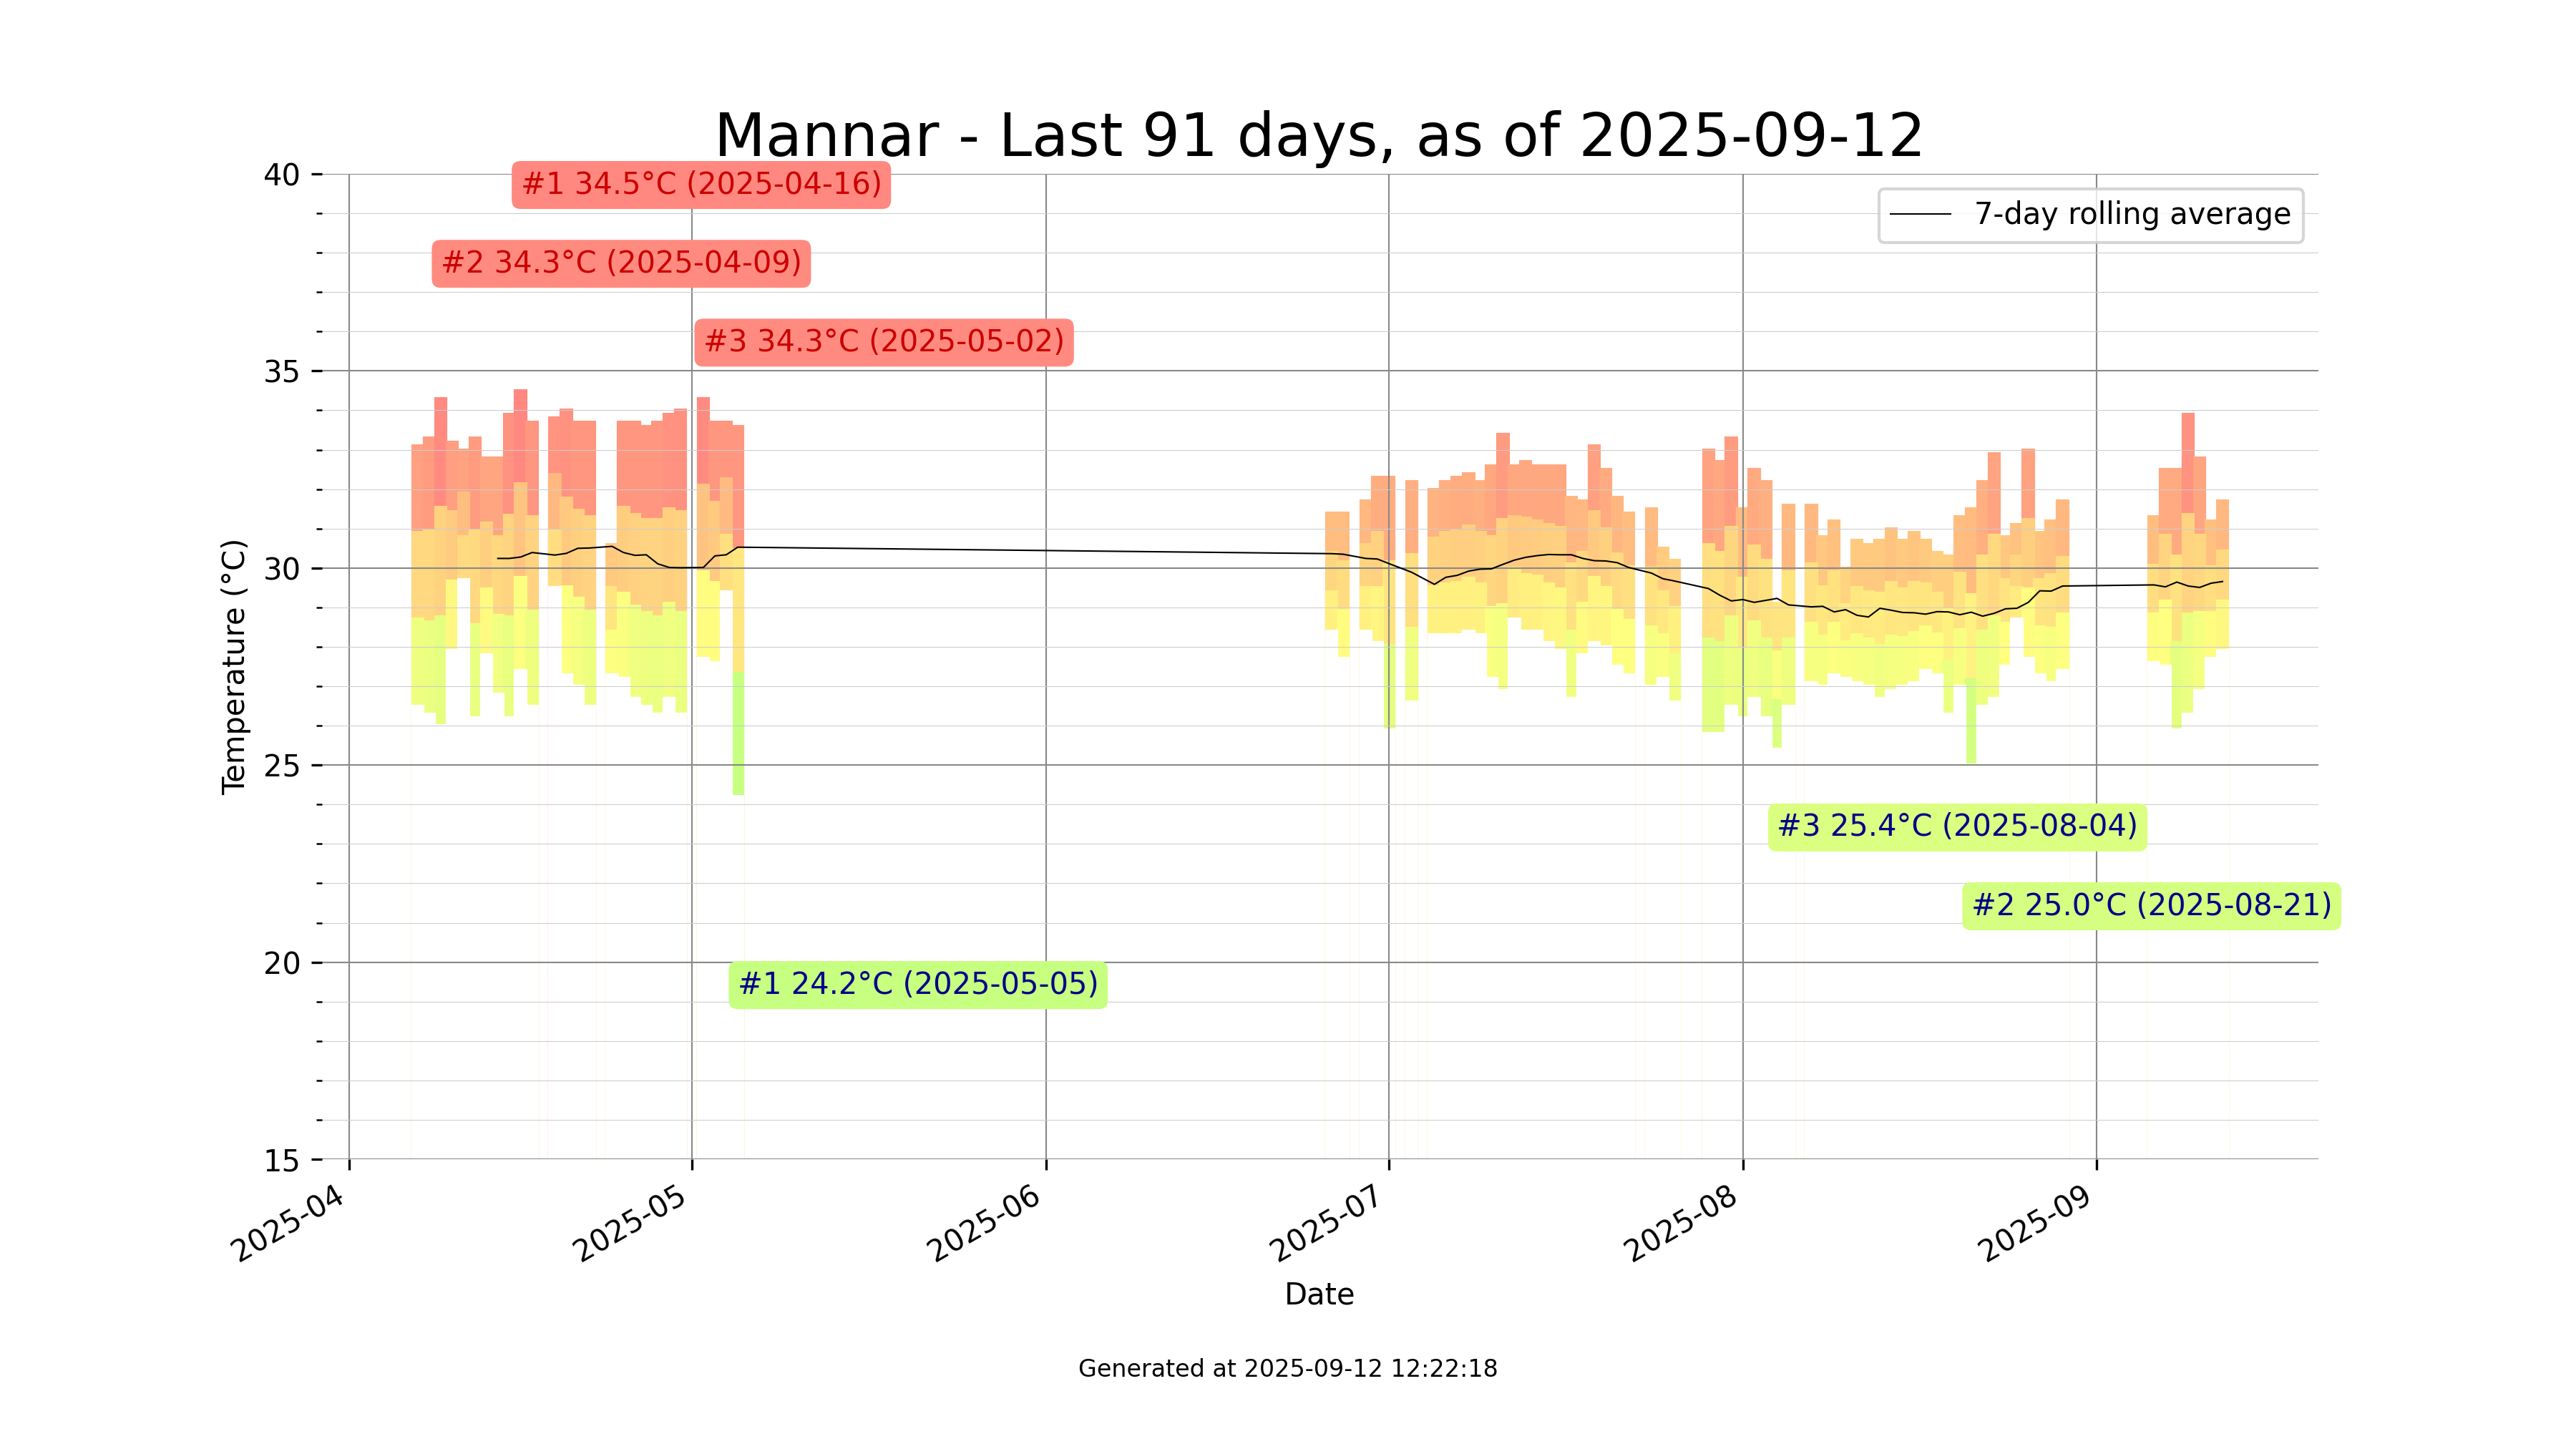 Mannar - Last 91 days, as of 2025-09-12
#1 34.5°C (2025-04-16)
#2 34.3°C (2025-04-09)
#3 34.3°C (2025-05-02)
7-day rolling average
40
35
30
25
20
15
Temperature (°C)
#3 25.4°C (2025-08-04)
#2 25.0°C (2025-08-21)
#1 24.2°C (2025-05-05)
2025-04
2025-05
2025-06
2025-07
2025-08
2025-09
Date
Generated at 2025-09-12 12:22:18